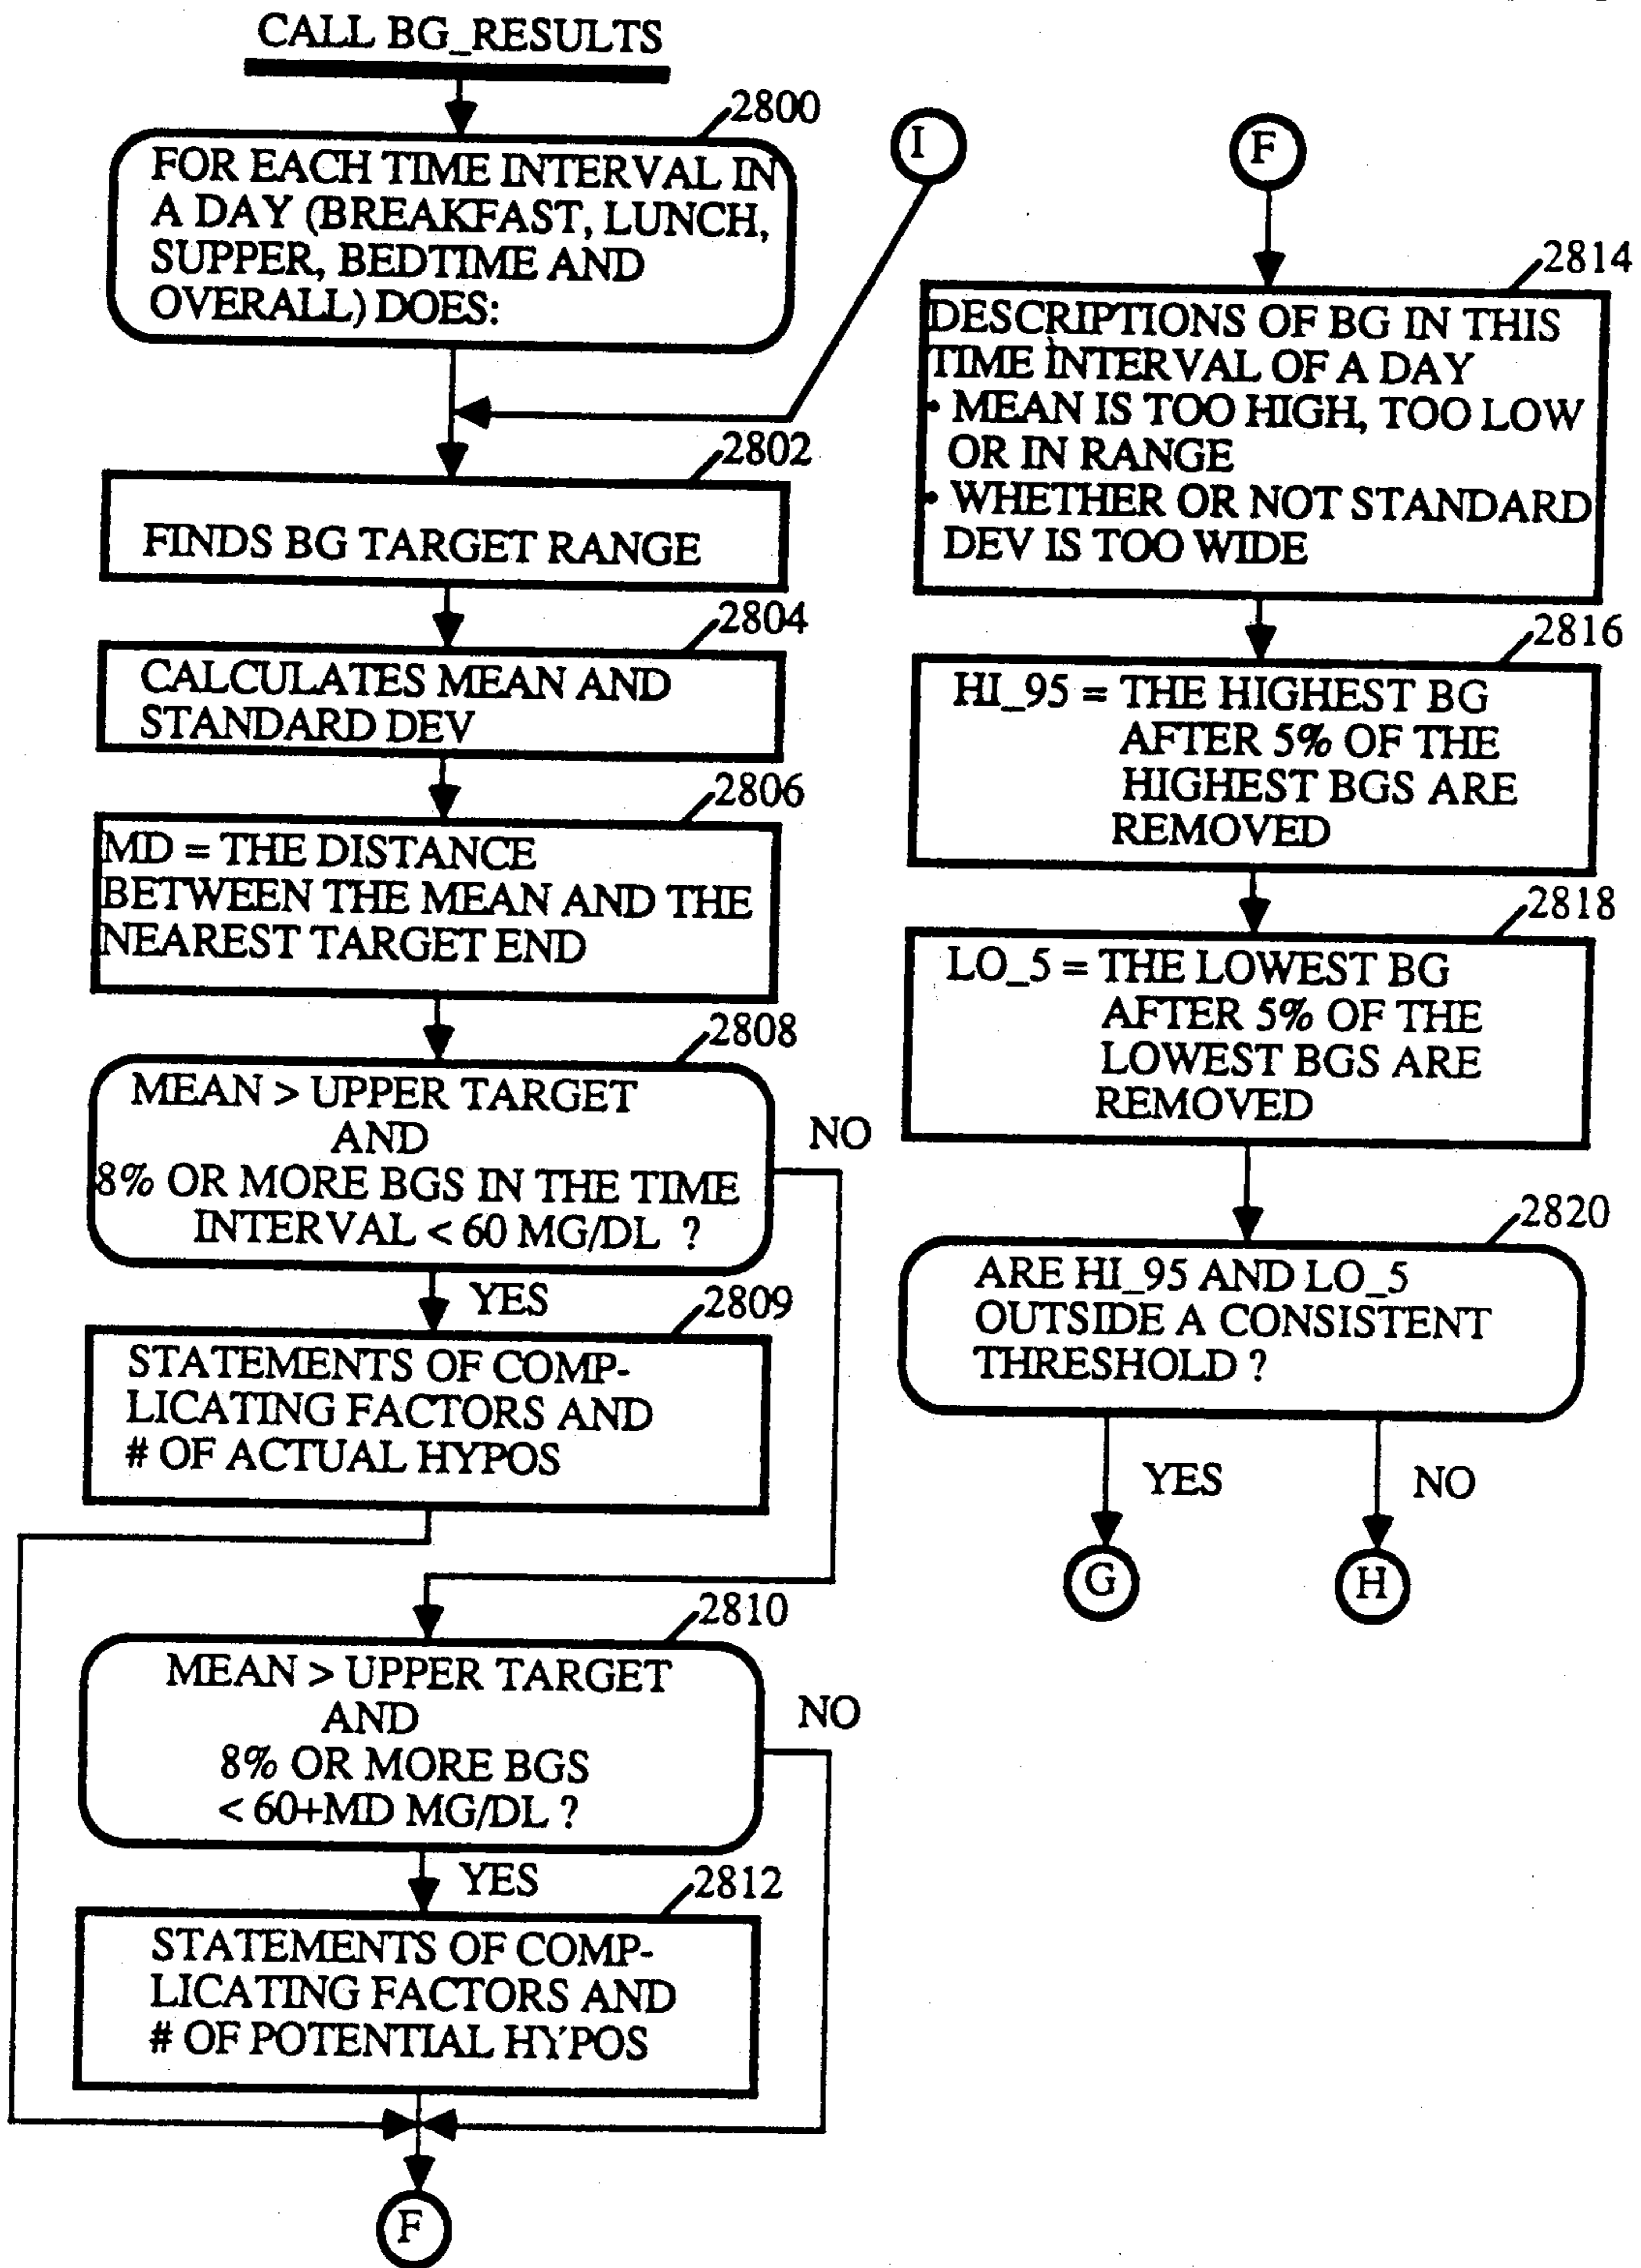 CALL BG_RESULTS
2800
FOR EACH TIME INTERVAL IN
A DAY (BREAKFAST, LUNCH,
SUPPER, BEDTIME AND
OVERALL) DOES:
I
2802
FINDS BG TARGET RANGE
2804
CALCULATES MEAN AND
STANDARD DEV
2806
MD = THE DISTANCE
BETWEEN THE MEAN AND THE
NEAREST TARGET END
2808
MEAN > UPPER TARGET
AND
8% OR MORE BGS IN THE TIME
INTERVAL < 60 MG/DL ?
NO
YES
2809
STATEMENTS OF COMP-
LICATING FACTORS AND
# OF ACTUAL HYPOS
2810
MEAN > UPPER TARGET
AND
8% OR MORE BGS
< 60+MD MG/DL ?
NO
YES
2812
STATEMENTS OF COMP-
LICATING FACTORS AND
# OF POTENTIAL HYPOS
F
F
2814
DESCRIPTIONS OF BG IN THIS
TIME INTERVAL OF A DAY
• MEAN IS TOO HIGH, TOO LOW
OR IN RANGE
• WHETHER OR NOT STANDARD
DEV IS TOO WIDE
2816
HI_95 = THE HIGHEST BG
AFTER 5% OF THE
HIGHEST BGS ARE
REMOVED
2818
LO_5 = THE LOWEST BG
AFTER 5% OF THE
LOWEST BGS ARE
REMOVED
2820
ARE HI_95 AND LO_5
OUTSIDE A CONSISTENT
THRESHOLD ?
YES
NO
G
H